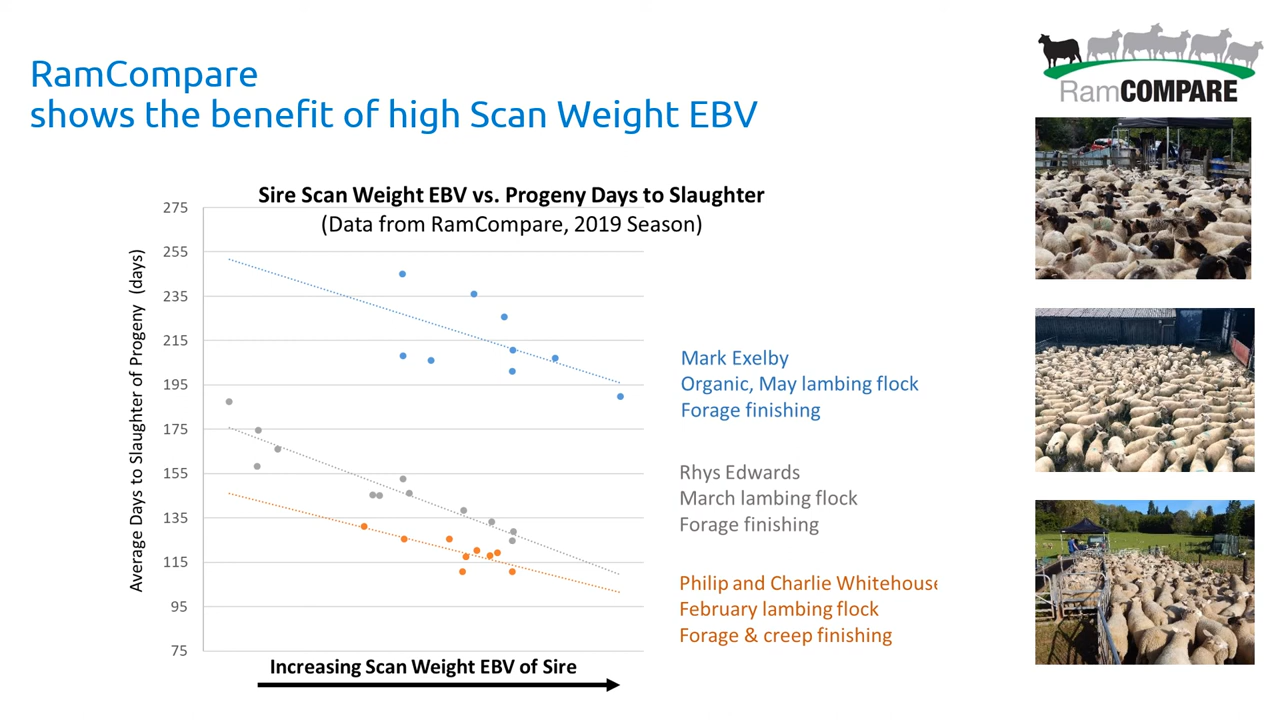 RamCompare
shows the benefit of high Scan Weight EBV
RamCOMPARE
Sire Scan Weight EBV vs. Progeny Days to Slaughter
(Data from RamCompare, 2019 Season)
Average Days to Slaughter of Progeny (days)
275
255
235
215
195
175
155
135
115
95
75
Increasing Scan Weight EBV of Sire
Mark Exelby
Organic, May lambing flock
Forage finishing
Rhys Edwards
March lambing flock
Forage finishing
Philip and Charlie Whitehouse
February lambing flock
Forage & creep finishing